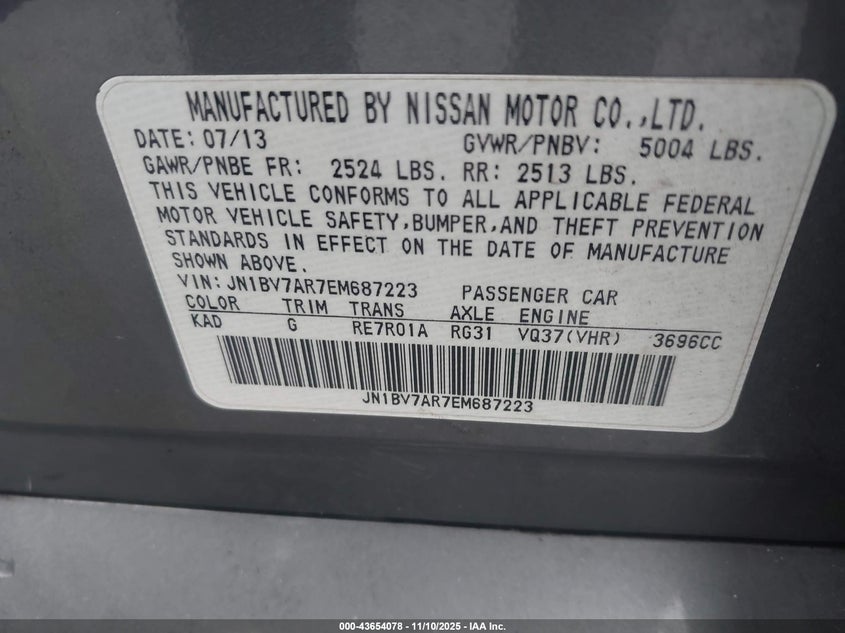 MANUFACTURED BY NISSAN MOTOR CO.,LTD.
DATE: 07/13 GVWR/PNBV: 5004 LBS.
GAWR/PNBE FR: 2524 LBS. RR: 2513 LBS.
THIS VEHICLE CONFORMS TO ALL APPLICABLE FEDERAL
MOTOR VEHICLE SAFETY,BUMPER,AND THEFT PREVENTION
STANDARDS IN EFFECT ON THE DATE OF MANUFACTURE
SHOWN ABOVE.
VIN: JN1BV7AR7EM687223 PASSENGER CAR
COLOR TRIM TRANS AXLE ENGINE
KAD G RE7R01A RG31 VQ37(VHR) 3696CC
JN1BV7AR7EM687223
000-43654078 - 11/10/2025 - IAA Inc.